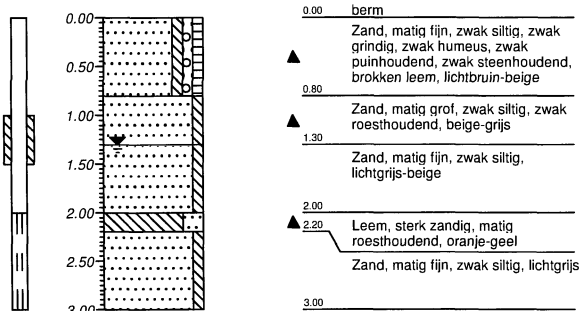 0.00
0.50
1.00
1.50
2.00
2.50
3.00
0.00 berm
Zand, matig fijn, zwak siltig, zwak
grindig, zwak humeus, zwak
puinhoudend, zwak steenhoudend,
brokken leem, lichtbruin-beige
0.80
Zand, matig grof, zwak siltig, zwak
roesthoudend, beige-grijs
1.30
Zand, matig fijn, zwak siltig,
lichtgrijs-beige
2.00
Leem, sterk zandig, matig
2.20
roesthoudend, oranje-geel
Zand, matig fijn, zwak siltig, lichtgrijs
3.00